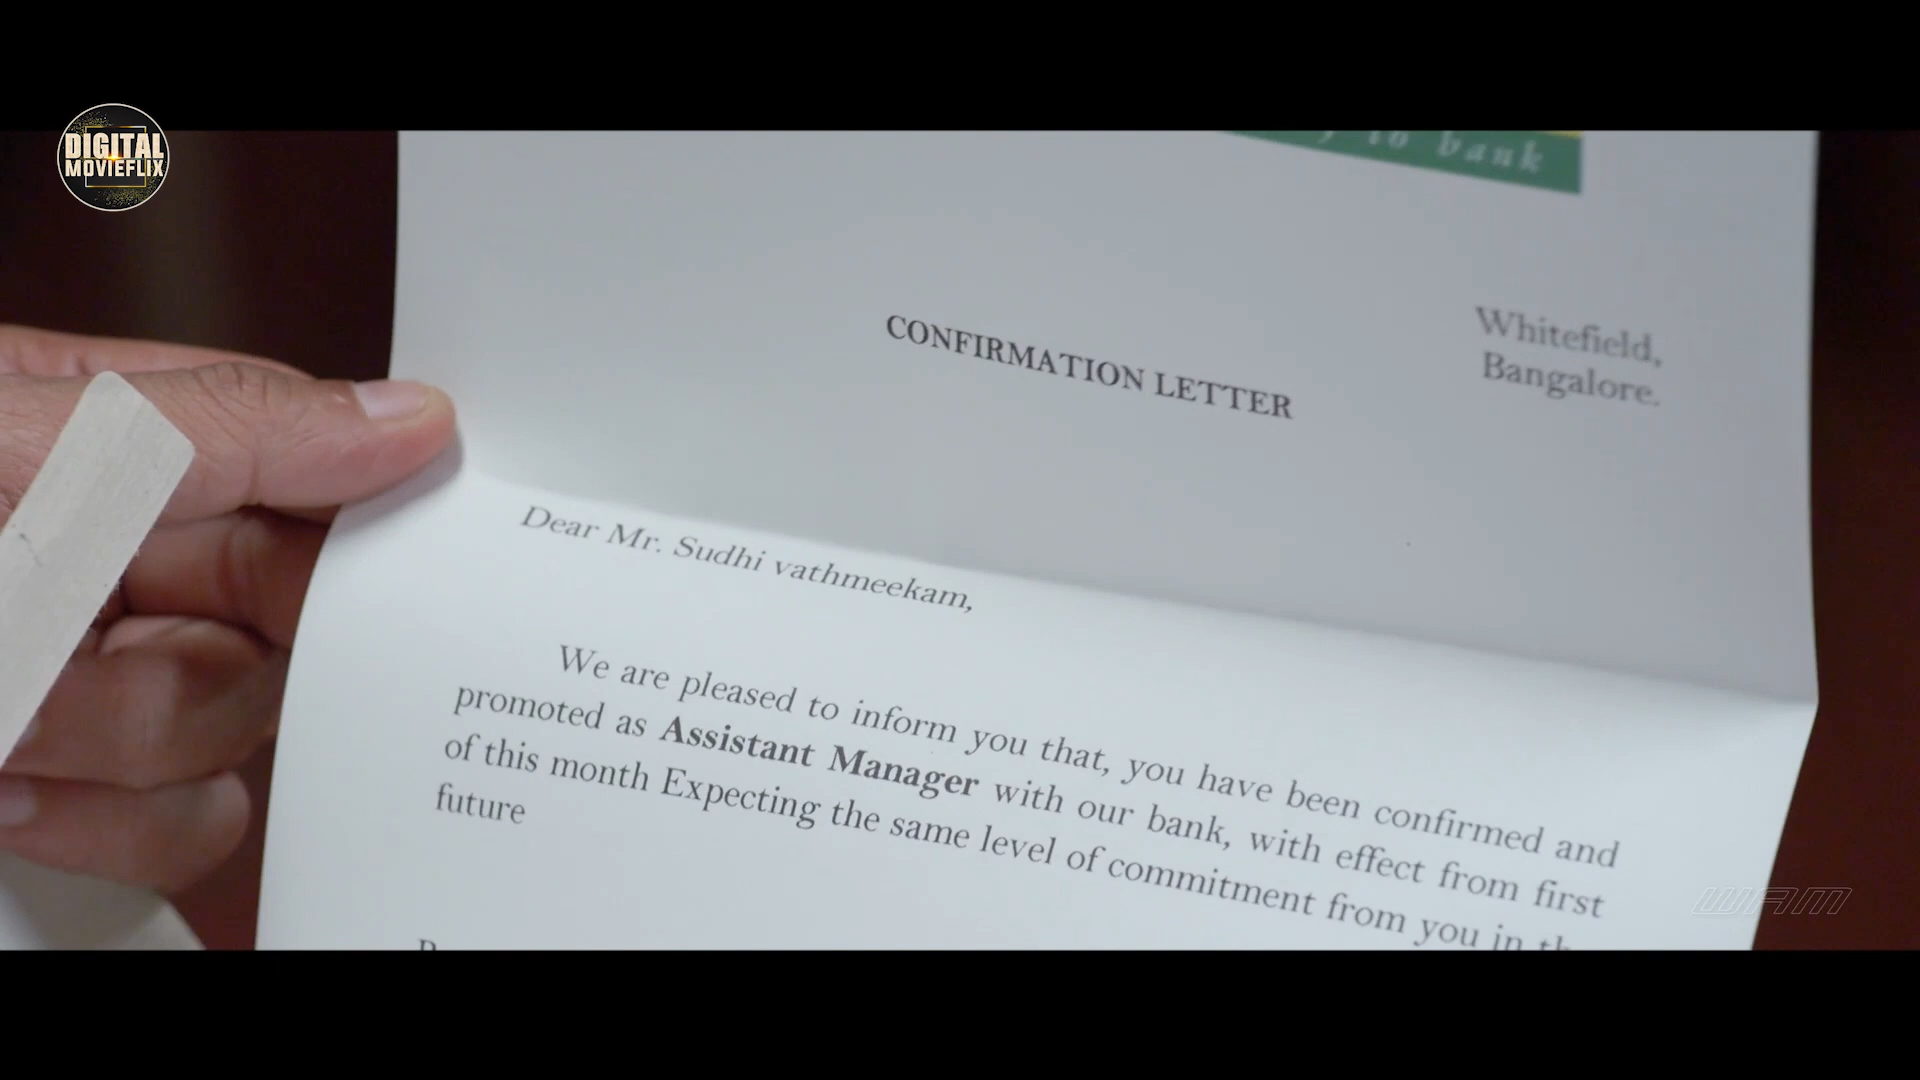 DIGITAL
MOVIEFLIX
to bank
Whitefield,
Bangalore.
CONFIRMATION LETTER
Dear Mr. Sudhi vathmeekam,
We are pleased to inform you that, you have been confirmed and
promoted as Assistant Manager with our bank, with effect from first
of this month Expecting the same level of commitment from you in
future
WAM